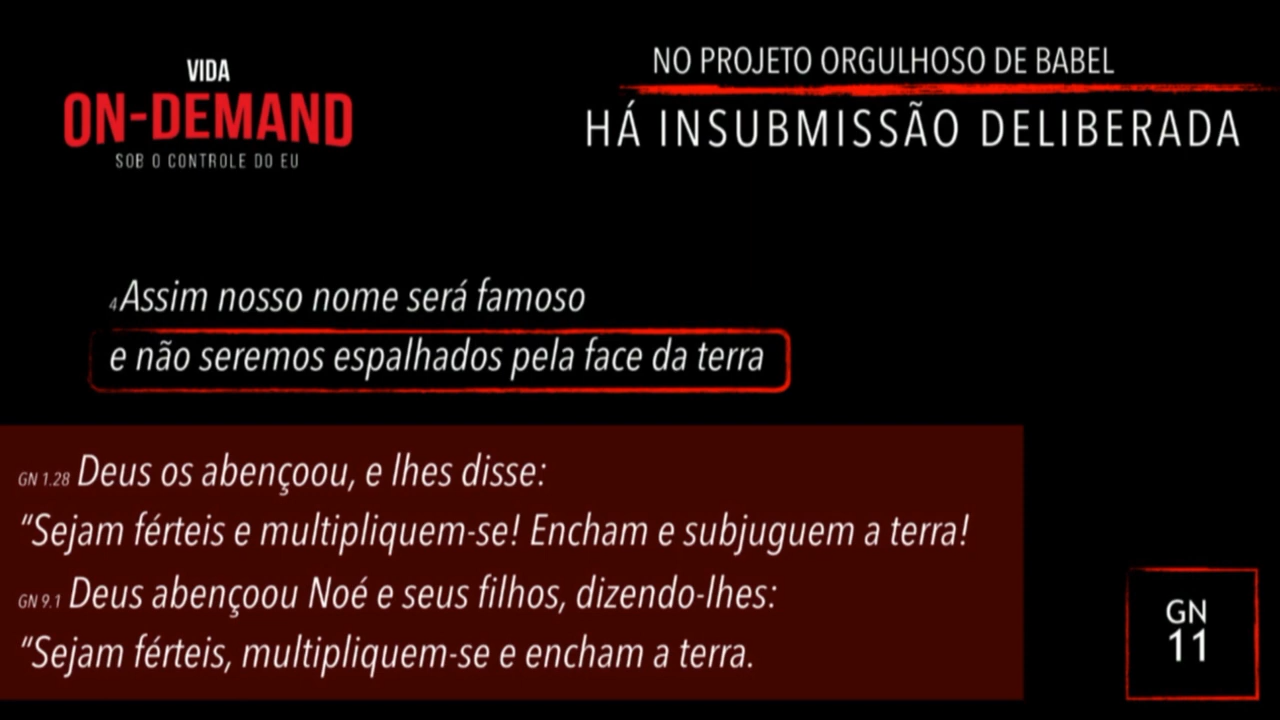 VIDA
ON-DEMAND
SOB O CONTROLE DO EU
NO PROJETO ORGULHOSO DE BABEL
HÁ INSUBMISSÃO DELIBERADA
4 Assim nosso nome será famoso
e não seremos espalhados pela face da terra
GN 1.28 Deus os abençoou, e lhes disse:
“Sejam férteis e multipliquem-se! Encham e subjuguem a terra!
GN 9.1 Deus abençoou Noé e seus filhos, dizendo-lhes:
“Sejam férteis, multipliquem-se e encham a terra.
GN
11